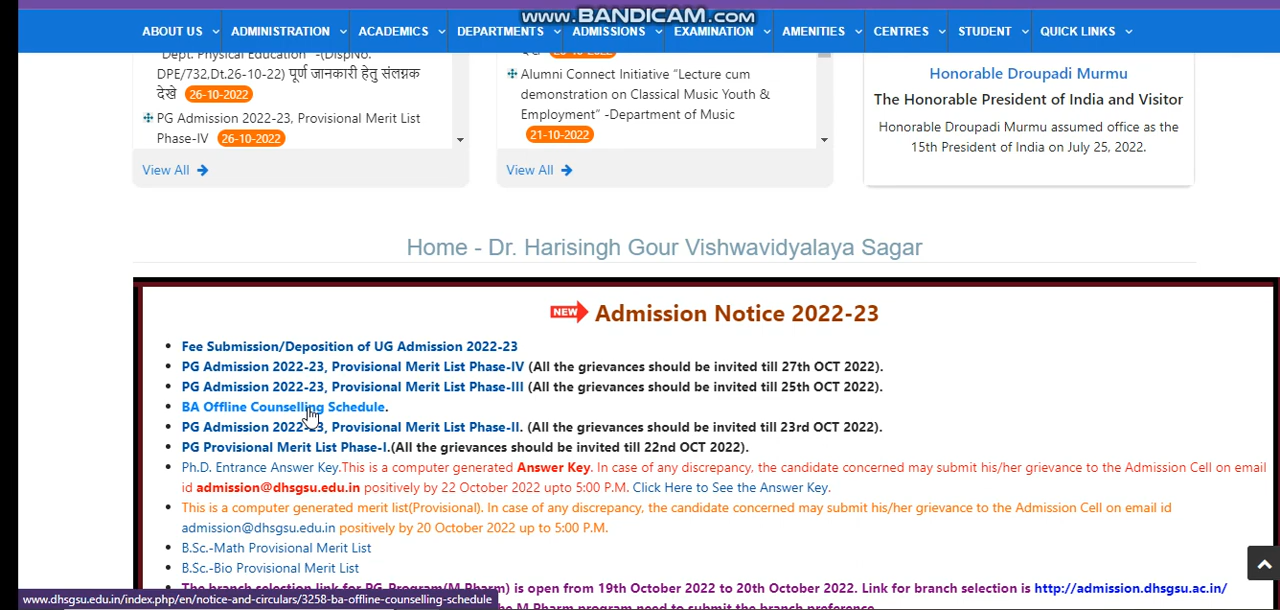 www.BANDICAM.com
ABOUT US ADMINISTRATION ACADEMICS DEPARTMENTS ADMISSIONS EXAMINATION AMENITIES CENTRES STUDENT QUICK LINKS
Dept. Physical Education -(DispNo.
DPE/732,Dt.26-10-22) पूर्ण जानकारी हेतु संलग्नक
देखे 26-10-2022
PG Admission 2022-23, Provisional Merit List
Phase-IV 26-10-2022
View All
Alumni Connect Initiative “Lecture cum
demonstration on Classical Music Youth &
Employment” -Department of Music
21-10-2022
View All
Honorable Droupadi Murmu
The Honorable President of India and Visitor
Honorable Droupadi Murmu assumed office as the
15th President of India on July 25, 2022.
Home - Dr. Harisingh Gour Vishwavidyalaya Sagar
NEW Admission Notice 2022-23
Fee Submission/Deposition of UG Admission 2022-23
PG Admission 2022-23, Provisional Merit List Phase-IV (All the grievances should be invited till 27th OCT 2022).
PG Admission 2022-23, Provisional Merit List Phase-III (All the grievances should be invited till 25th OCT 2022).
BA Offline Counselling Schedule.
PG Admission 2022-23, Provisional Merit List Phase-II. (All the grievances should be invited till 23rd OCT 2022).
PG Provisional Merit List Phase-I.(All the grievances should be invited till 22nd OCT 2022).
Ph.D. Entrance Answer Key.This is a computer generated Answer Key. In case of any discrepancy, the candidate concerned may submit his/her grievance to the Admission Cell on email
id admission@dhsgsu.edu.in positively by 22 October 2022 upto 5:00 P.M. Click Here to See the Answer Key.
This is a computer generated merit list(Provisional). In case of any discrepancy, the candidate concerned may submit his/her grievance to the Admission Cell on email id
admission@dhsgsu.edu.in positively by 20 October 2022 up to 5:00 P.M.
B.Sc.-Math Provisional Merit List
B.Sc.-Bio Provisional Merit List
The branch selection link for PG-Program(M Pharm) is open from 19th October 2022 to 20th October 2022. Link for branch selection is http://admission.dhsgsu.ac.in/
the M Pharm program need to submit the branch preference.
www.dhsgsu.edu.in/index.php/en/notice-and-circulars/3258-ba-offline-counselling-schedule